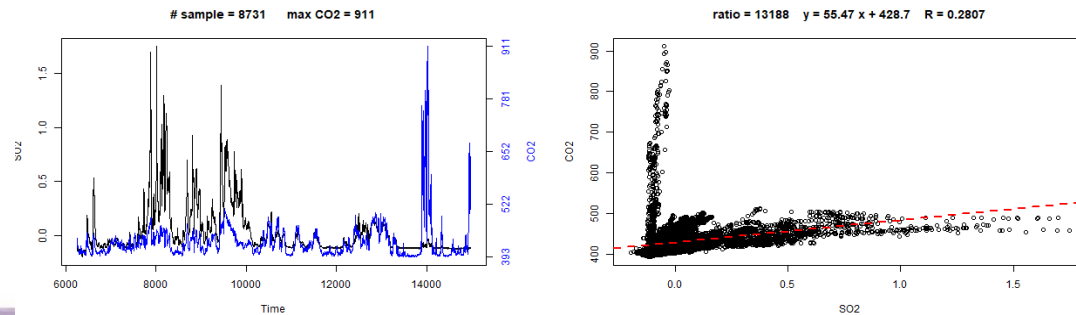 # sample = 8731 max CO2 = 911
1.5
1.0
0.5
0.0
SO2
911
781
652
522
393
CO2
6000 8000 10000 12000 14000
Time
ratio = 13188 y = 55.47 x + 428.7 R = 0.2807
900
800
700
600
500
400
CO2
0.0 0.5 1.0 1.5
SO2